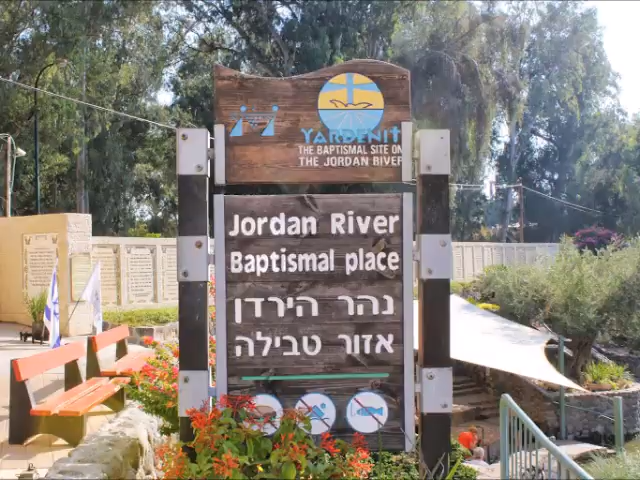 YARDENIT
THE BAPTISMAL SITE ON
THE JORDAN RIVER
Jordan River
Baptismal place
נהר הירדן
אזור טבילה